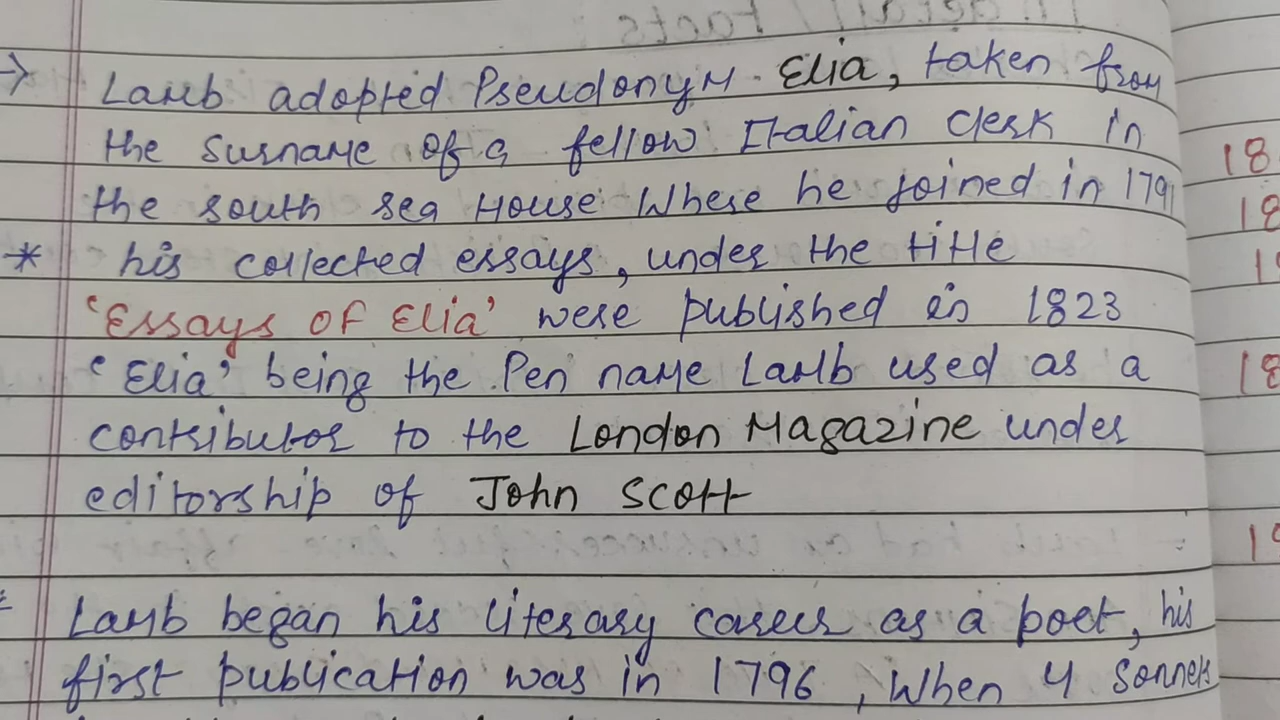 → Lamb adopted Pseudonym - Elia, taken from
the surname of a fellow Italian clerk in
the south sea House where he joined in 1791
* his collected essays, under the title
'Essays of Elia' were published in 1823
'Elia' being the Pen name Lamb used as a
contributor to the London Magazine under
editorship of John Scott
Lamb began his literary career as a poet, his
first publication was in 1796, when 4 sonnets